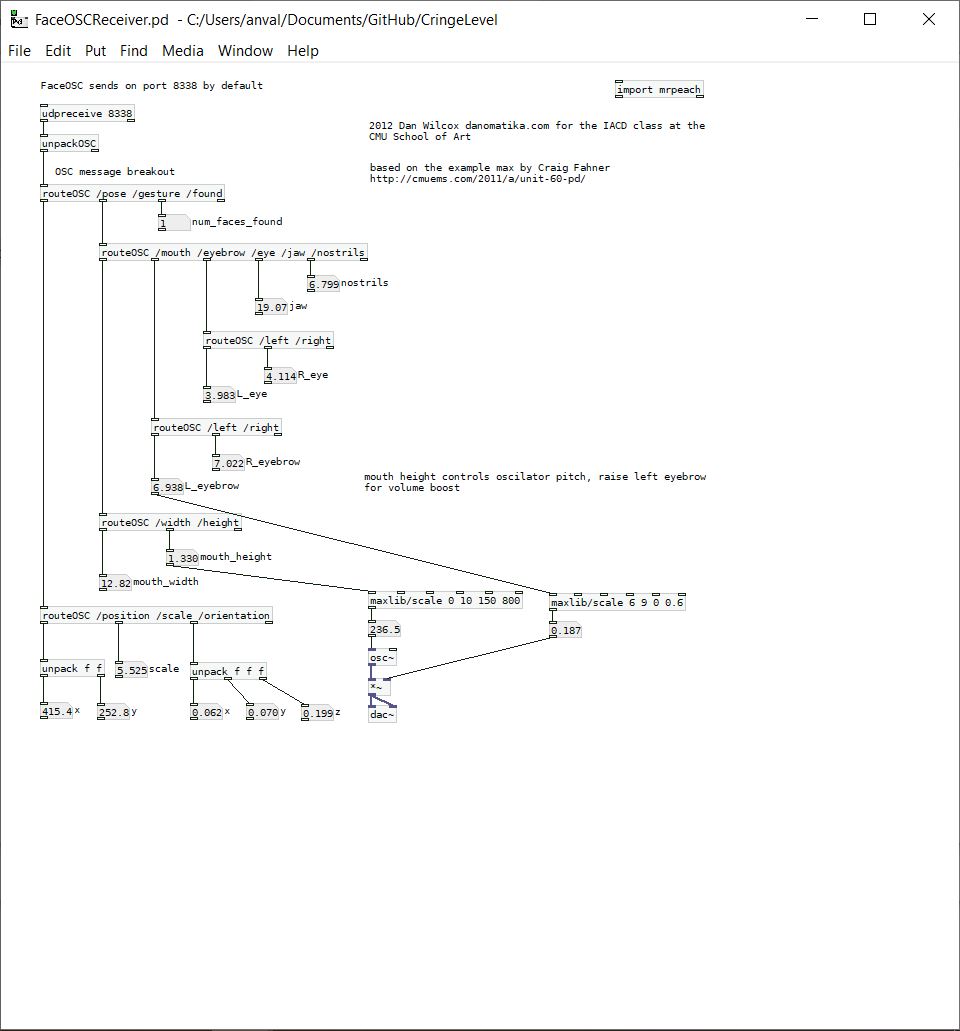 FaceOSCReceiver.pd - C:/Users/anval/Documents/GitHub/CringeLevel
File Edit Put Find Media Window Help
FaceOSC sends on port 8338 by default
import mrpeach
udpreceive 8338
2012 Dan Wilcox danomatika.com for the IACD class at the
CMU School of Art
unpackOSC
based on the example max by Craig Fahner
http://cmuems.com/2011/a/unit-60-pd/
OSC message breakout
routeOSC /pose /gesture /found
1 num_faces_found
routeOSC /mouth /eyebrow /eye /jaw /nostrils
6.799 nostrils
19.07 jaw
routeOSC /left /right
4.114 R_eye
3.983 L_eye
routeOSC /left /right
7.022 R_eyebrow
6.938 L_eyebrow
mouth height controls oscilator pitch, raise left eyebrow
for volume boost
routeOSC /width /height
1.330 mouth_height
12.82 mouth_width
maxlib/scale 0 10 150 800
maxlib/scale 6 9 0 0.6
routeOSC /position /scale /orientation
236.5
0.187
osc~
unpack f f
5.525 scale
unpack f f f
*~
415.4 x
252.8 y
0.062 x
0.070 y
0.199 z
dac~